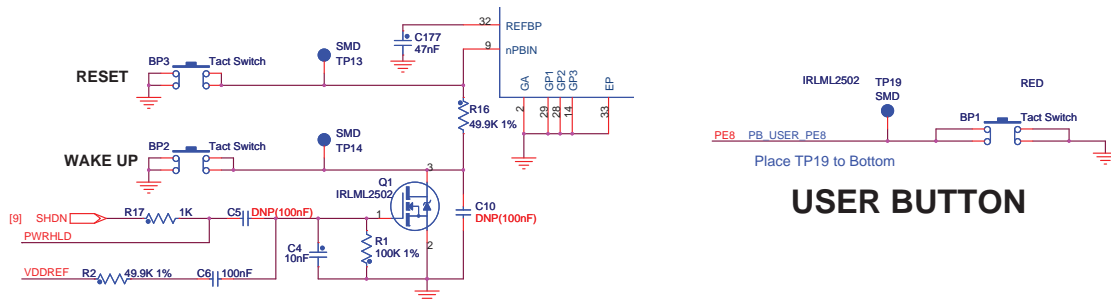 32 REFBP
C177
47nF
9 nPBIN
SMD
TP13
BP3 Tact Switch
RESET
GA GP1 GP2 GP3 EP
2 29 28 14 33
R16
49.9K 1%
SMD
TP14
BP2 Tact Switch
WAKE UP
Q1
IRLML2502
3
1
2
C10
DNP(100nF)
[9] SHDN R17 1K C5 DNP(100nF)
PWRHLD
C4
10nF
R1
100K 1%
VDDREF R2 49.9K 1% C6 100nF
IRLML2502 TP19
SMD
RED
BP1 Tact Switch
PE8 PB_USER_PE8
Place TP19 to Bottom
USER BUTTON